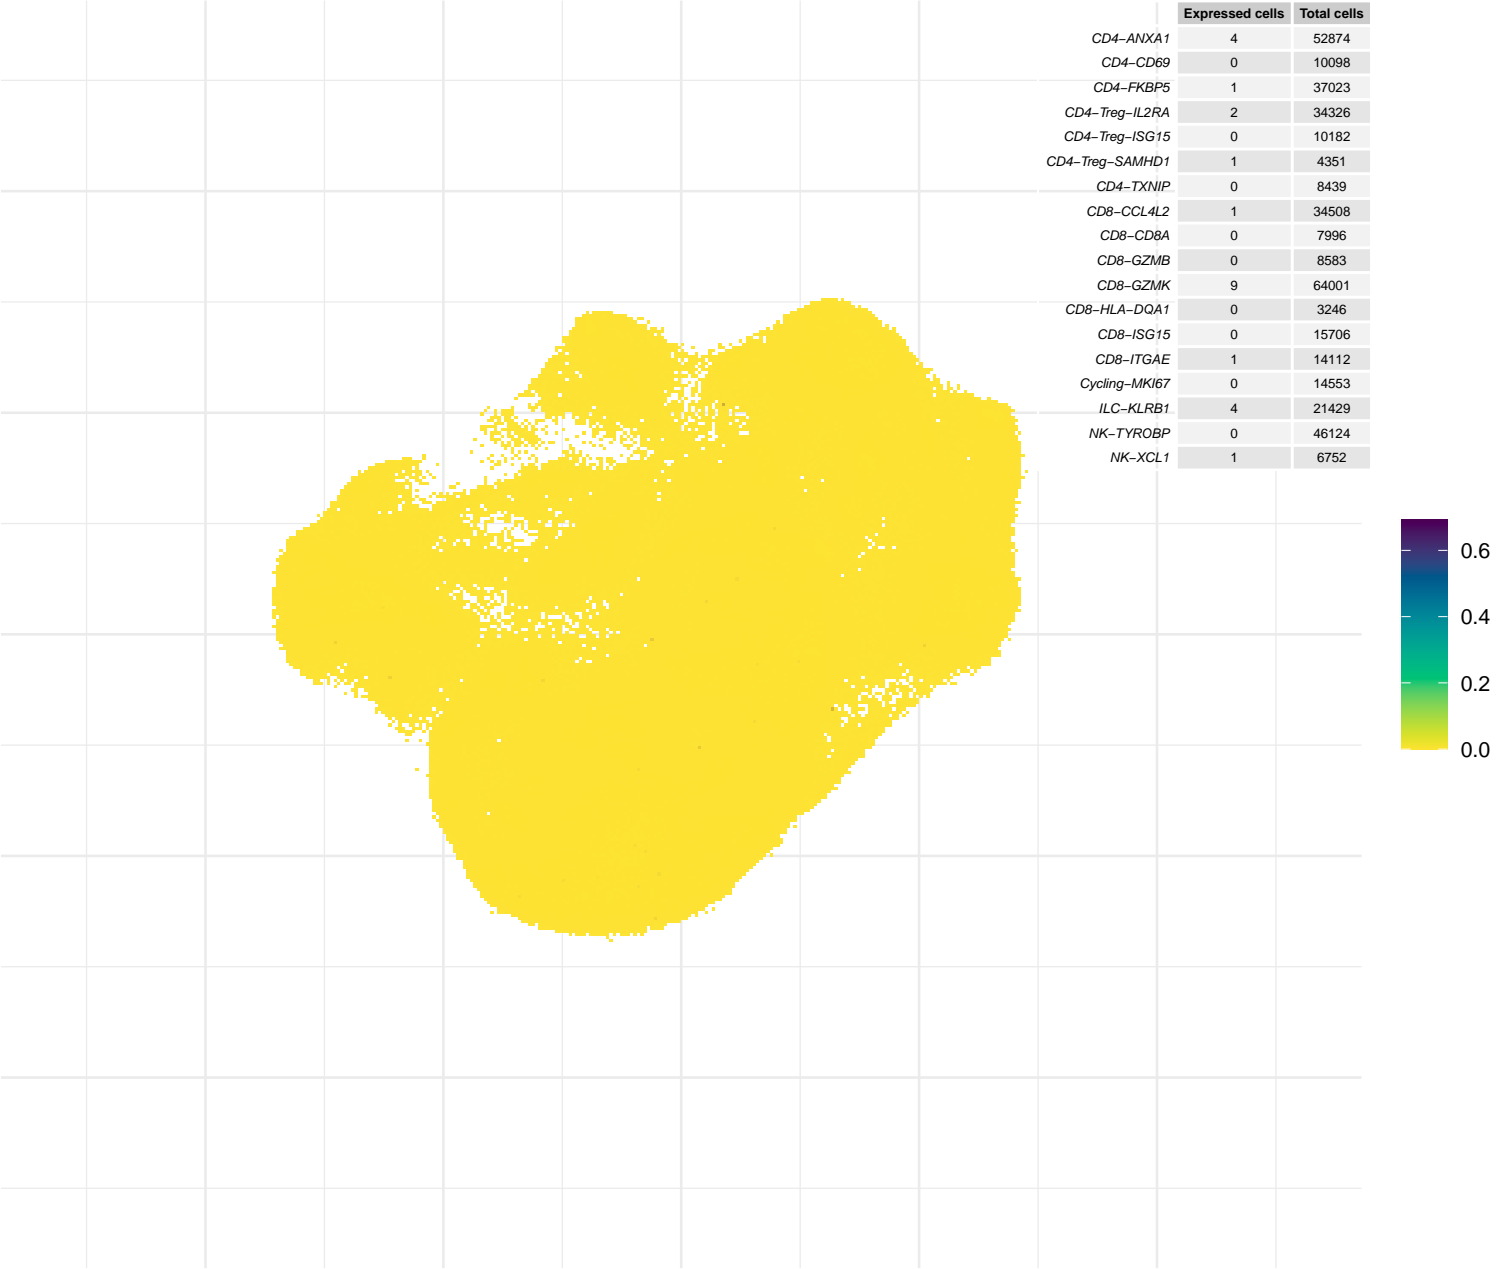 Expressed cells Total cells
CD4−ANXA1 4 52874
CD4−CD69 0 10098
CD4−FKBP5 1 37023
CD4−Treg−IL2RA 2 34326
CD4−Treg−ISG15 0 10182
CD4−Treg−SAMHD1 1 4351
CD4−TXNIP 0 8439
CD8−CCL4L2 1 34508
CD8−CD8A 0 7996
CD8−GZMB 0 8583
CD8−GZMK 9 64001
CD8−HLA−DQA1 0 3246
CD8−ISG15 0 15706
CD8−ITGAE 1 14112
Cycling−MKI67 0 14553
ILC−KLRB1 4 21429
NK−TYROBP 0 46124
NK−XCL1 1 6752
0.6
0.4
0.2
0.0